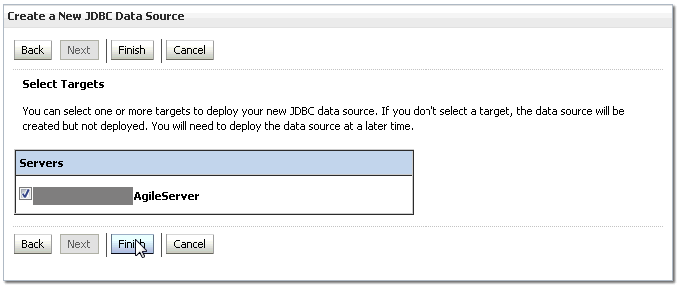 Create a New JDBC Data Source
Back Next Finish Cancel
Select Targets
You can select one or more targets to deploy your new JDBC data source. If you don't select a target, the data source will be
created but not deployed. You will need to deploy the data source at a later time.
Servers
AgileServer
Back Next Finish Cancel